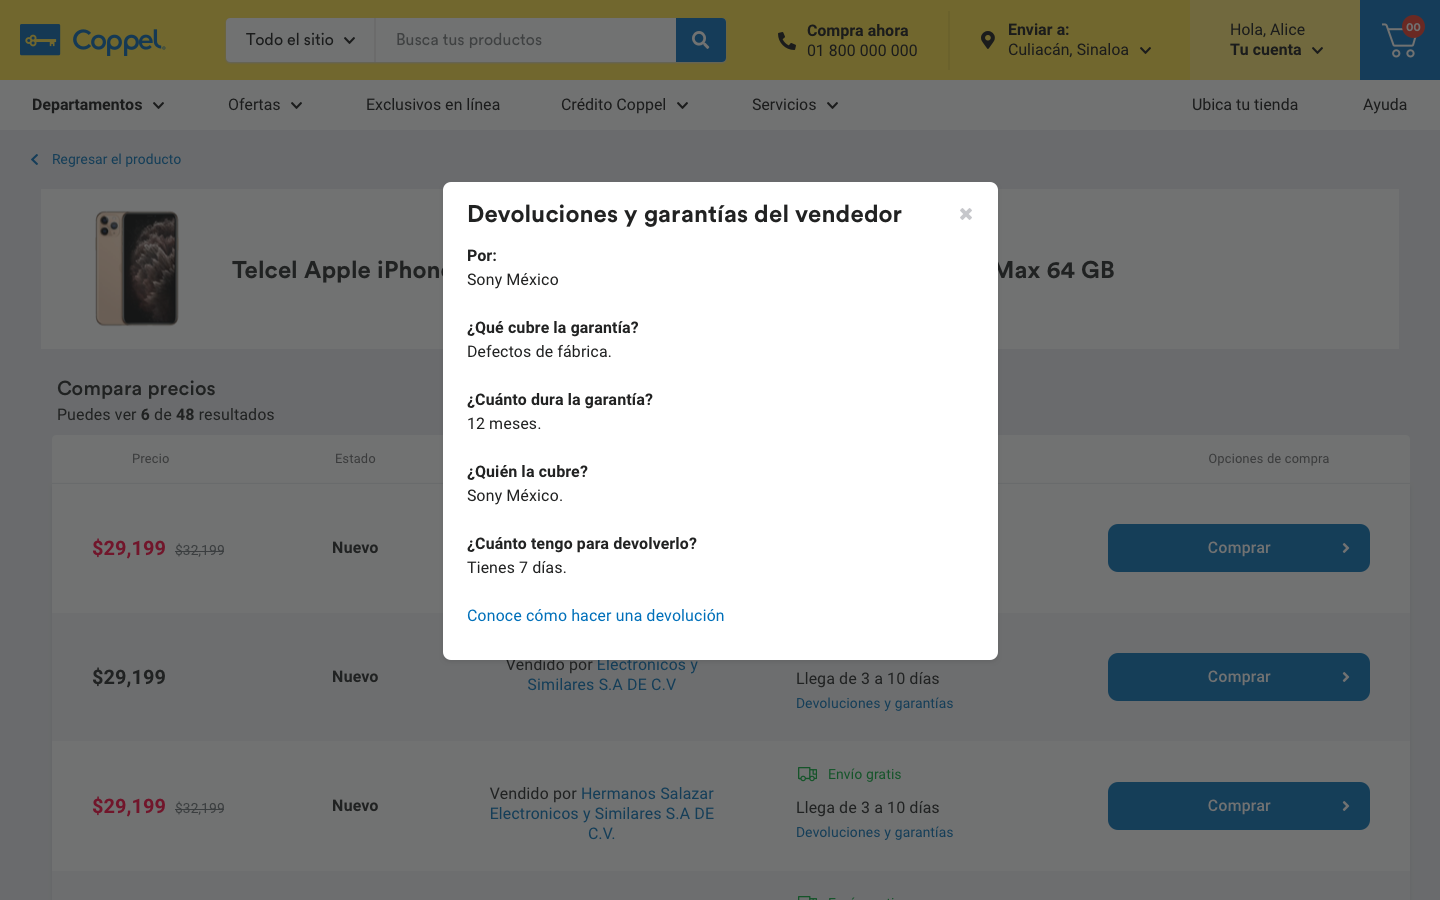 Coppel.
Todo el sitio
Busca tus productos
Compra ahora
01 800 000 000
Enviar a:
Culiacán, Sinaloa
Hola, Alice
Tu cuenta
00
Departamentos
Ofertas
Exclusivos en línea
Crédito Coppel
Servicios
Ubica tu tienda
Ayuda
Regresar el producto
Telcel Apple iPhone
Max 64 GB
Devoluciones y garantías del vendedor
Por:
Sony México
¿Qué cubre la garantía?
Defectos de fábrica.
¿Cuánto dura la garantía?
12 meses.
¿Quién la cubre?
Sony México.
¿Cuánto tengo para devolverlo?
Tienes 7 días.
Conoce cómo hacer una devolución
Compara precios
Puedes ver 6 de 48 resultados
Precio
Estado
Opciones de compra
$29,199 $32,199
Nuevo
Comprar
$29,199
Nuevo
Vendido por Electronicos y
Similares S.A DE C.V
Llega de 3 a 10 días
Devoluciones y garantías
Comprar
$29,199 $32,199
Nuevo
Vendido por Hermanos Salazar
Electronicos y Similares S.A DE
C.V.
Envío gratis
Llega de 3 a 10 días
Devoluciones y garantías
Comprar